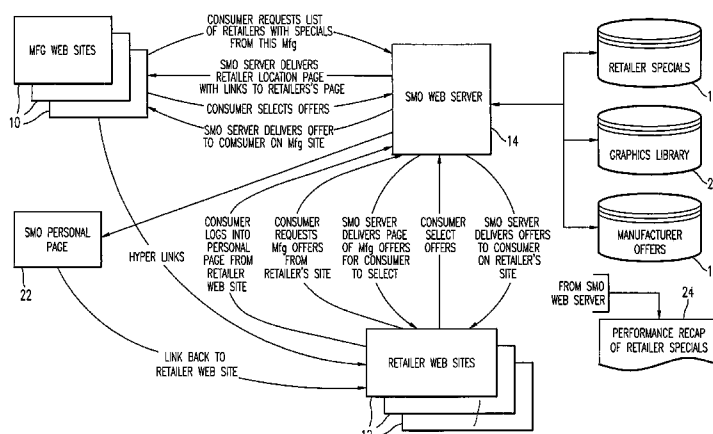 CONSUMER REQUESTS LIST
OF RETAILERS WITH SPECIALS
FROM THIS Mfg
MFG WEB SITES
SMO SERVER DELIVERS
RETAILER LOCATION PAGE
WITH LINKS TO RETAILERS'S PAGE
CONSUMER SELECTS OFFERS
SMO SERVER DELIVERS OFFER
TO COMSUMER ON Mfg SITE
10
SMO WEB SERVER
14
RETAILER SPECIALS
GRAPHICS LIBRARY
MANUFACTURER
OFFERS
SMO PERSONAL
PAGE
22
HYPER LINKS
CONSUMER
LOGS INTO
PERSONAL
PAGE FROM
RETAILER
WEB SITE
CONSUMER
REQUESTS
Mfg OFFERS
FROM
RETAILER'S
SITE
SMO SERVER
DELIVERS PAGE
OF Mfg OFFERS
FOR CONSUMER
TO SELECT
CONSUMER
SELECT
OFFERS
SMO SERVER
DELIVERS OFFERS
TO CONSUMER
ON RETAILER'S
SITE
FROM SMO
WEB SERVER
24
PERFORMANCE RECAP
OF RETAILER SPECIALS
LINK BACK TO
RETAILER WEB SITE
RETAILER WEB SITES